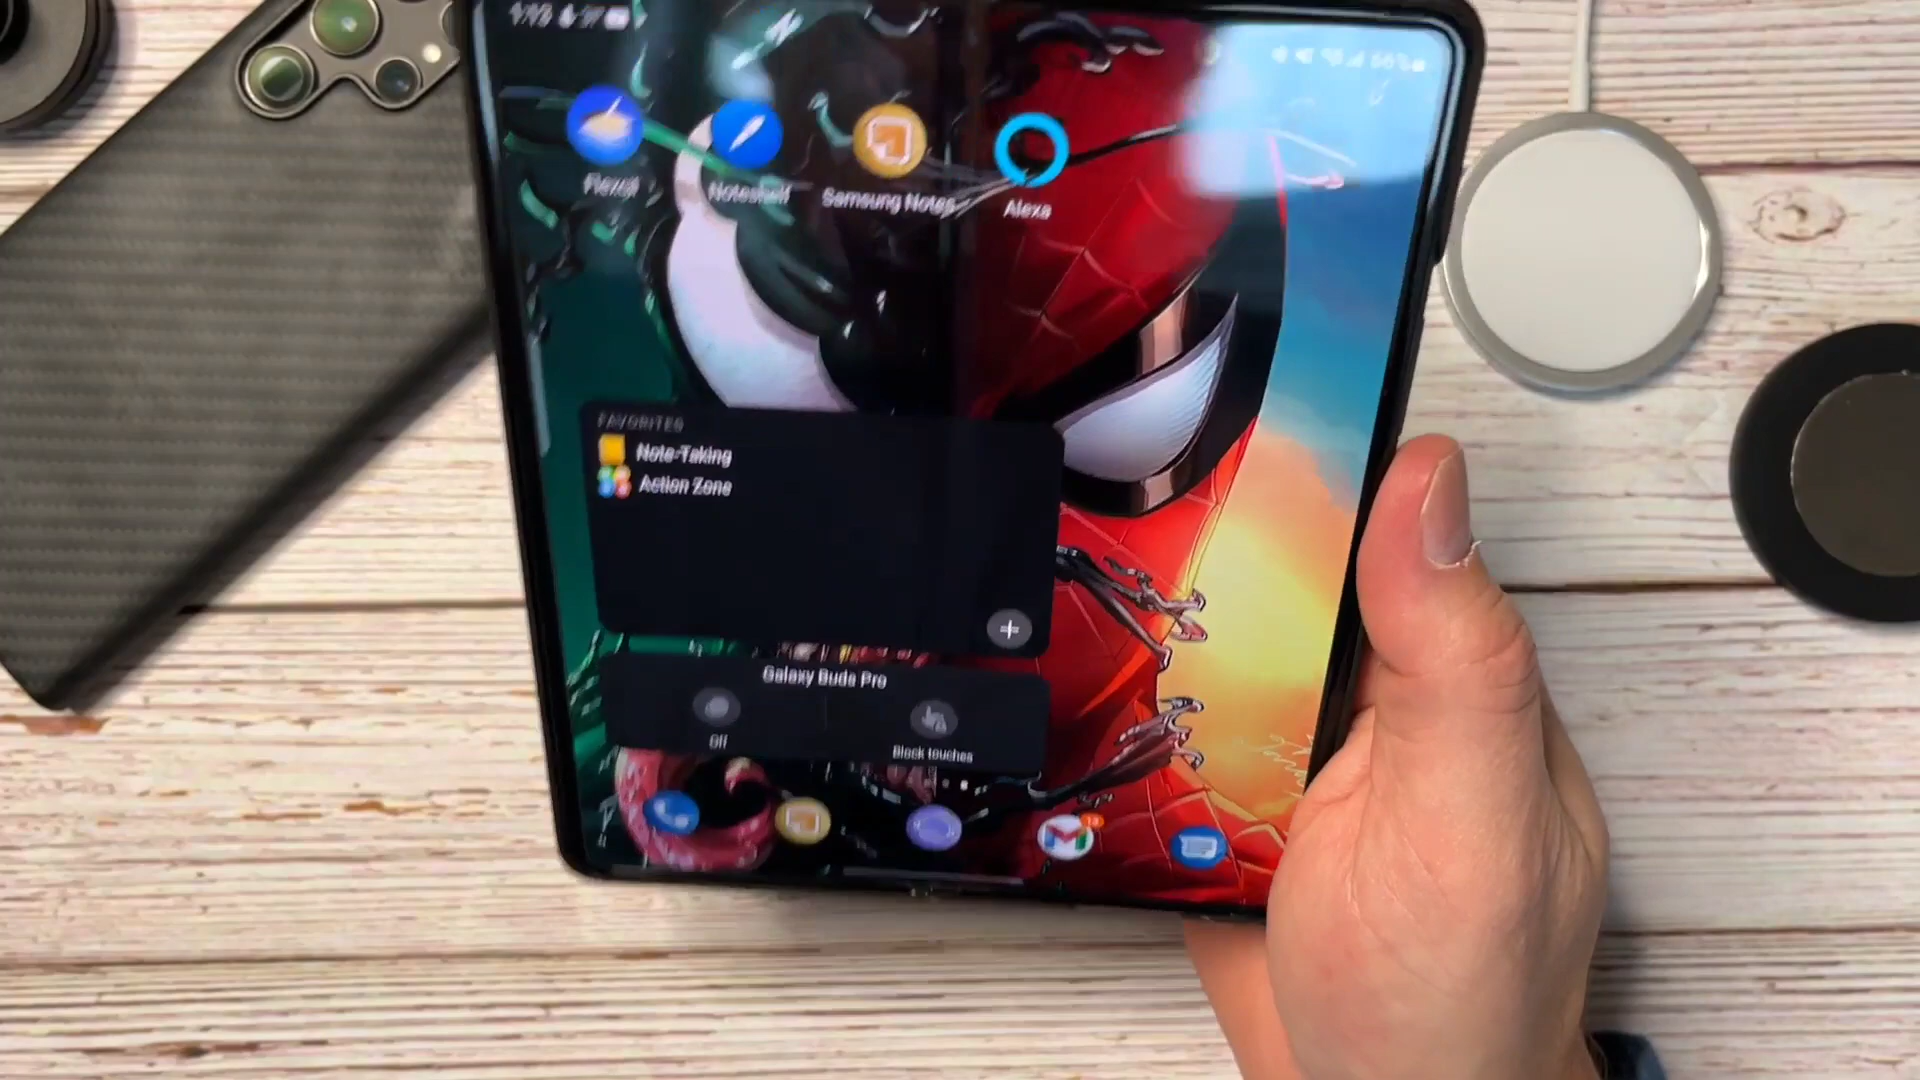 Flexcil
Noteshelf
Samsung Notes
Alexa
FAVORITES
Note-Taking
Action Zone
Galaxy Buds Pro
Off
Block touches